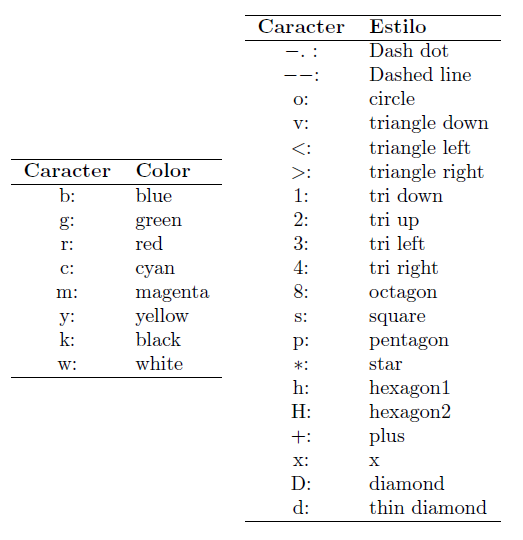 Caracter Color
b: blue
g: green
r: red
c: cyan
m: magenta
y: yellow
k: black
w: white
Caracter Estilo
−. : Dash dot
−−: Dashed line
o: circle
v: triangle down
<: triangle left
>: triangle right
1: tri down
2: tri up
3: tri left
4: tri right
8: octagon
s: square
p: pentagon
∗: star
h: hexagon1
H: hexagon2
+: plus
x: x
D: diamond
d: thin diamond